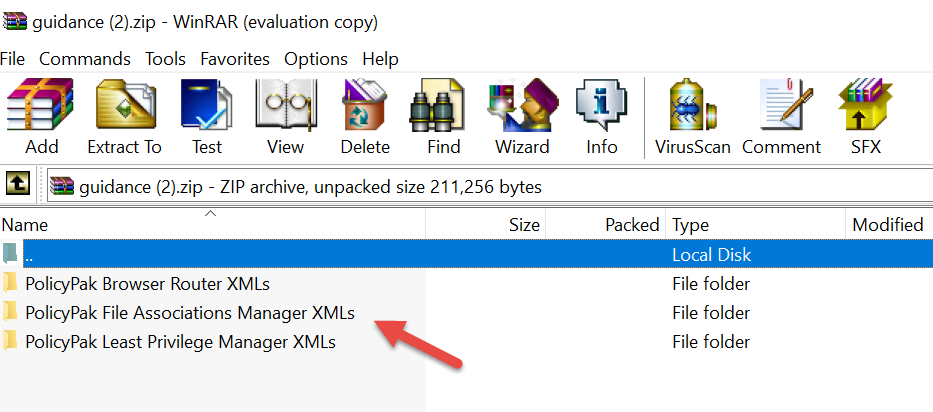 guidance (2).zip - WinRAR (evaluation copy)
File Commands Tools Favorites Options Help
Add Extract To Test View Delete Find Wizard Info VirusScan Comment SFX
guidance (2).zip - ZIP archive, unpacked size 211,256 bytes
Name Size Packed Type Modified
.. Local Disk
PolicyPak Browser Router XMLs File folder
PolicyPak File Associations Manager XMLs File folder
PolicyPak Least Privilege Manager XMLs File folder